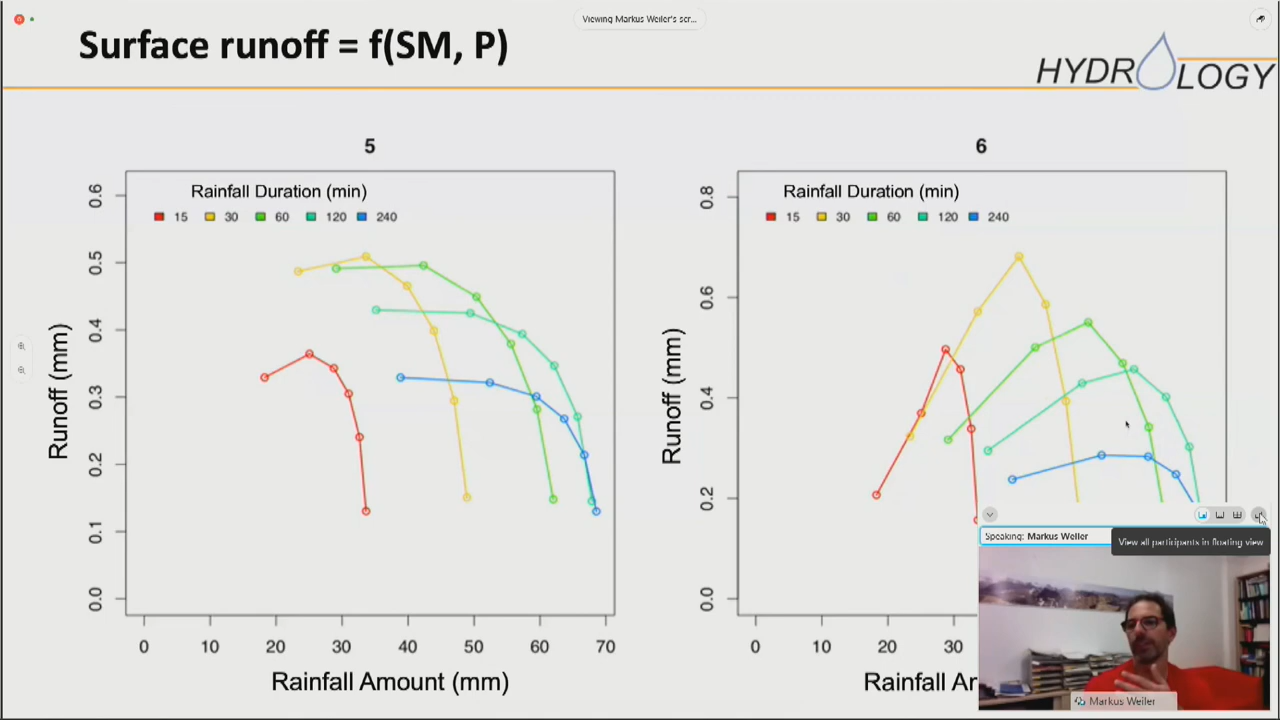 Viewing Markus Weiler's scr...
Surface runoff = f(SM, P)
HYDROLOGY
5
Rainfall Duration (min)
15 30 60 120 240
0.6
0.5
0.4
0.3
0.2
0.1
0.0
Runoff (mm)
0 10 20 30 40 50 60 70
Rainfall Amount (mm)
6
Rainfall Duration (min)
15 30 60 120 240
0.8
0.6
0.4
0.2
0.0
Runoff (mm)
0 10 20 30
Rainfall Ar
Speaking: Markus Weiler
View all participants in floating view
Markus Weiler